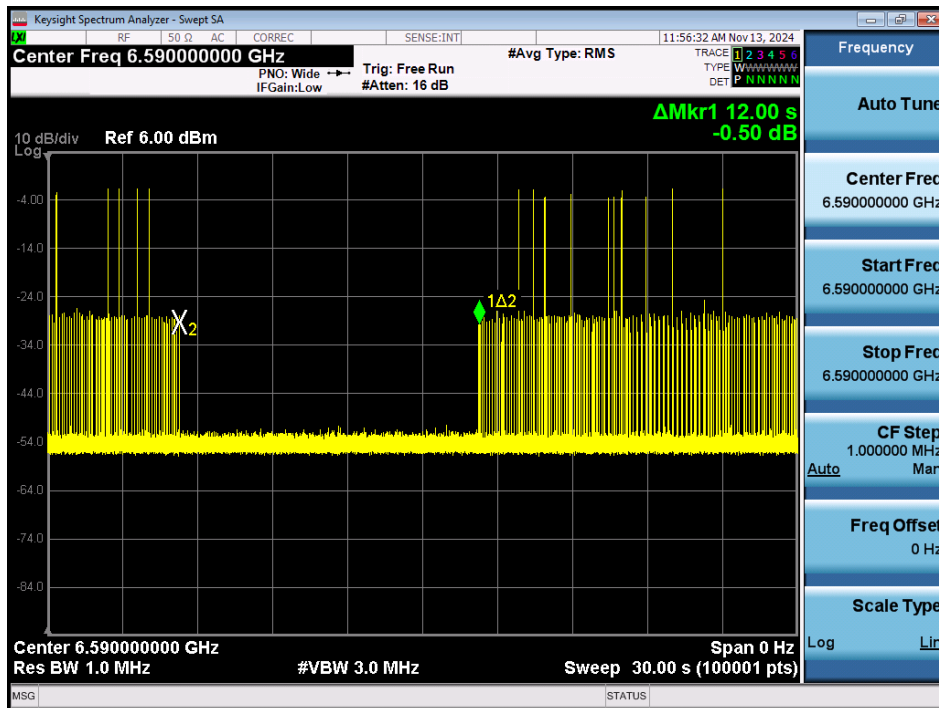 Keysight Spectrum Analyzer - Swept SA
LXI RF 50 Ω AC CORREC SENSE:INT 11:56:32 AM Nov 13, 2024
Center Freq 6.590000000 GHz
PNO: Wide
IFGain:Low
Trig: Free Run
#Atten: 16 dB
#Avg Type: RMS
TRACE 1 2 3 4 5 6
TYPE WWWWWW
DET P N N N N N
ΔMkr1 12.00 s
-0.50 dB
10 dB/div Ref 6.00 dBm
Log
-4.00
-14.0
-24.0
1Δ2
X2
-34.0
-44.0
-54.0
-64.0
-74.0
-84.0
Center 6.590000000 GHz Span 0 Hz
Res BW 1.0 MHz #VBW 3.0 MHz Sweep 30.00 s (100001 pts)
MSG STATUS
Frequency
Auto Tune
Center Freq
6.590000000 GHz
Start Freq
6.590000000 GHz
Stop Freq
6.590000000 GHz
CF Step
1.000000 MHz
Auto Man
Freq Offset
0 Hz
Scale Type
Log Lin